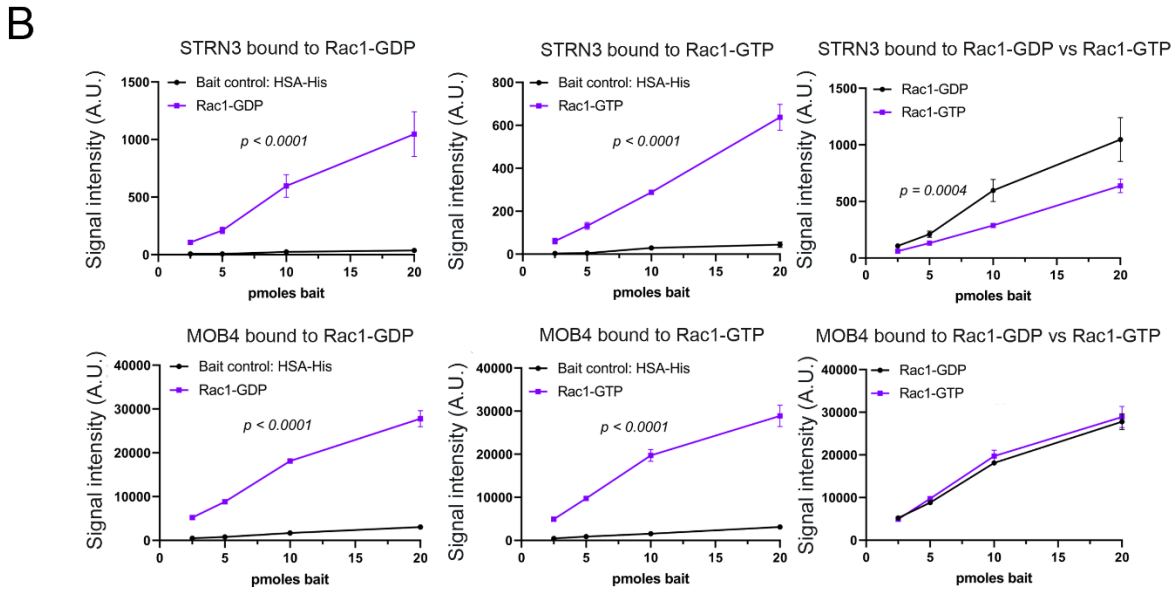 B
STRN3 bound to Rac1-GDP
Signal intensity (A.U.)
1500
1000
500
0
Bait control: HSA-His
Rac1-GDP
p < 0.0001
0 5 10 15 20
pmoles bait
STRN3 bound to Rac1-GTP
Signal intensity (A.U.)
800
600
400
200
0
Bait control: HSA-His
Rac1-GTP
p < 0.0001
0 5 10 15 20
pmoles bait
STRN3 bound to Rac1-GDP vs Rac1-GTP
Signal intensity (A.U.)
1500
1000
500
0
Rac1-GDP
Rac1-GTP
p = 0.0004
0 5 10 15 20
pmoles bait
MOB4 bound to Rac1-GDP
Signal intensity (A.U.)
40000
30000
20000
10000
0
Bait control: HSA-His
Rac1-GDP
p < 0.0001
0 5 10 15 20
pmoles bait
MOB4 bound to Rac1-GTP
Signal intensity (A.U.)
40000
30000
20000
10000
0
Bait control: HSA-His
Rac1-GTP
p < 0.0001
0 5 10 15 20
pmoles bait
MOB4 bound to Rac1-GDP vs Rac1-GTP
Signal intensity (A.U.)
40000
30000
20000
10000
0
Rac1-GDP
Rac1-GTP
0 5 10 15 20
pmoles bait